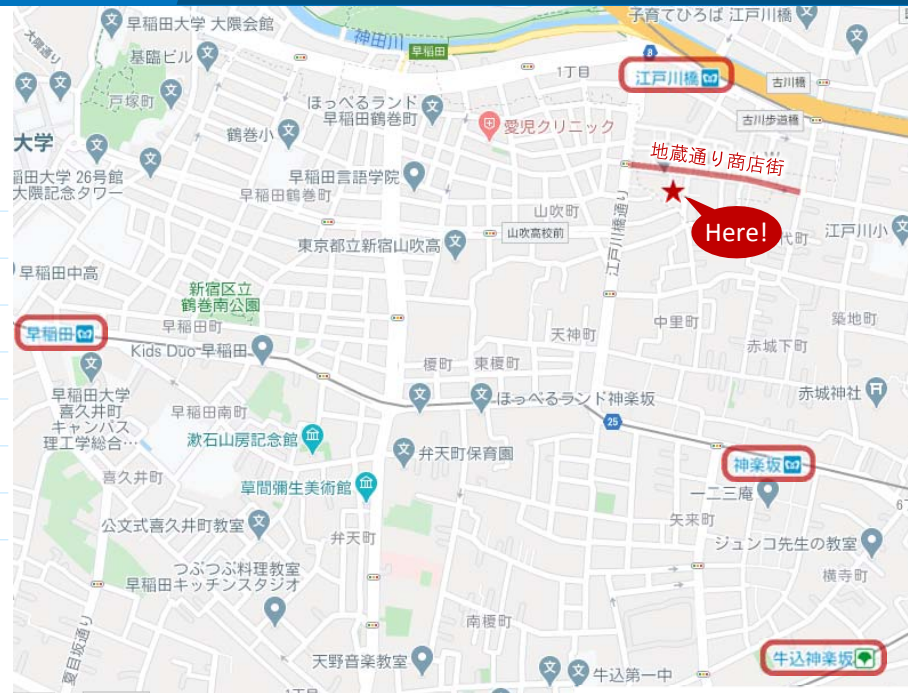 早稲田大学 大隈会館
子育てひろば 江戸川橋
大隈通り
神田川
早稲田
8
基臨ビル
1丁目
江戸川橋
古川橋
戸塚町
ほっぺるランド
早稲田鶴巻町
愛児クリニック
古川歩道橋
大学
鶴巻小
地蔵通り商店街
稲田大学 26号館
大隈記念タワー
早稲田言語学院
早稲田鶴巻町
山吹町
山吹高校前
江戸川橋通り
Here!
代町
江戸川小
東京都立新宿山吹高
早稲田中高
新宿区立
鶴巻南公園
早稲田町
早稲田
Kids Duo 早稲田
天神町
中里町
築地町
赤城下町
榎町
東榎町
早稲田大学
喜久井町
キャンパス
理工学総合…
早稲田南町
ほっぺるランド神楽坂
赤城神社
25
漱石山房記念館
弁天町保育園
神楽坂
喜久井町
草間彌生美術館
一二三庵
6丁
矢来町
公文式喜久井町教室
弁天町
ジュンコ先生の教室
つぶつぶ料理教室
早稲田キッチンスタジオ
横寺町
夏目坂通り
南榎町
天野音楽教室
牛込第一中
牛込神楽坂
1丁目